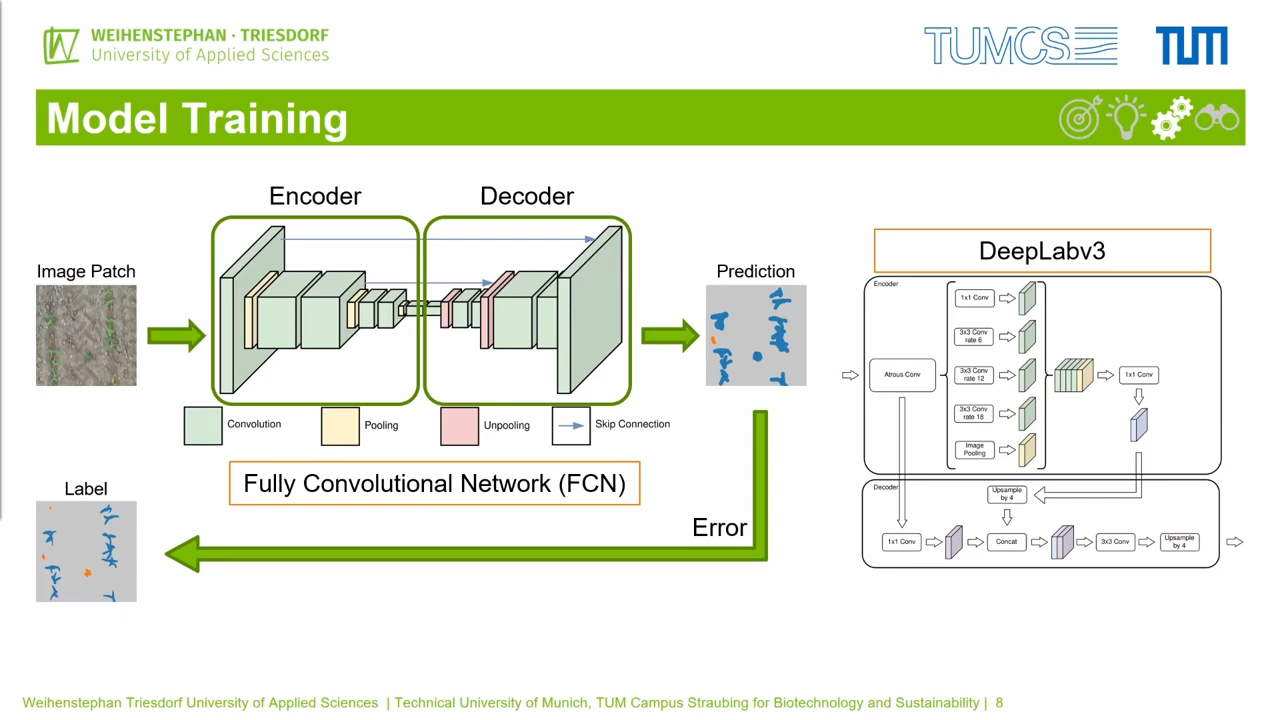 WEIHENSTEPHAN · TRIESDORF
University of Applied Sciences
TUMCS
TUM
Model Training
Encoder
Decoder
Image Patch
Prediction
Convolution
Pooling
Unpooling
Skip Connection
Fully Convolutional Network (FCN)
Label
Error
DeepLabv3
Encoder
1x1 Conv
3x3 Conv
rate 6
Atrous Conv
3x3 Conv
rate 12
1x1 Conv
3x3 Conv
rate 18
Image
Pooling
Decoder
Upsample
by 4
1x1 Conv
Concat
3x3 Conv
Upsample
by 4
Weihenstephan Triesdorf University of Applied Sciences | Technical University of Munich, TUM Campus Straubing for Biotechnology and Sustainability | 8